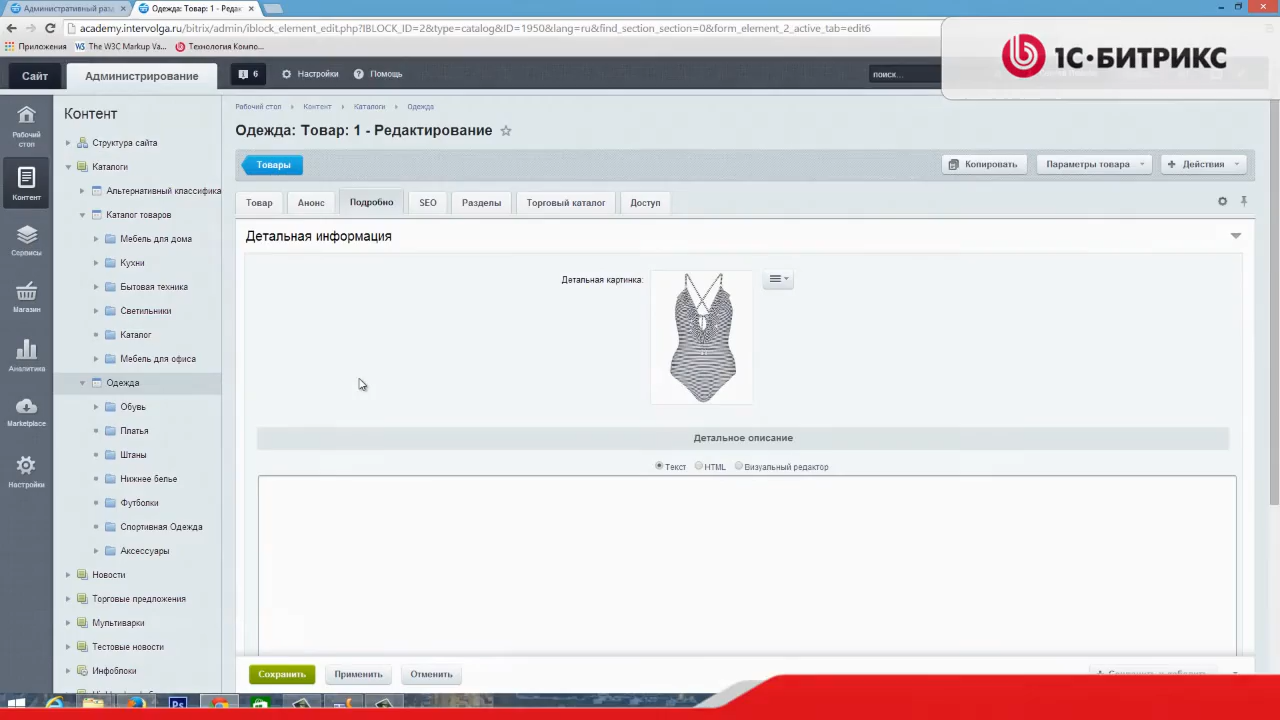 Административный раз
Одежда: Товар: 1 - Редакт
academy.intervolga.ru/bitrix/admin/iblock_element_edit.php?IBLOCK_ID=2&type=catalog&ID=1950&lang=ru&find_section_section=0&form_element_2_active_tab=edit6
Приложения
The W3C Markup Va...
Технология Компо...
1С·БИТРИКС
Сайт
Администрирование
6
Настройки
Помощь
поиск...
Рабочий стол
Контент
Сервисы
Магазин
Аналитика
Marketplace
Настройки
Контент
Структура сайта
Каталоги
Альтернативный классифика
Каталог товаров
Мебель для дома
Кухни
Бытовая техника
Светильники
Каталог
Мебель для офиса
Одежда
Обувь
Платья
Штаны
Нижнее белье
Футболки
Спортивная Одежда
Аксессуары
Новости
Торговые предложения
Мультиварки
Тестовые новости
Инфоблоки
Рабочий стол Контент Каталоги Одежда
Одежда: Товар: 1 - Редактирование
Товары
Копировать
Параметры товара
Действия
Товар
Анонс
Подробно
SEO
Разделы
Торговый каталог
Доступ
Детальная информация
Детальная картинка:
Детальное описание
Текст HTML Визуальный редактор
Сохранить
Применить
Отменить